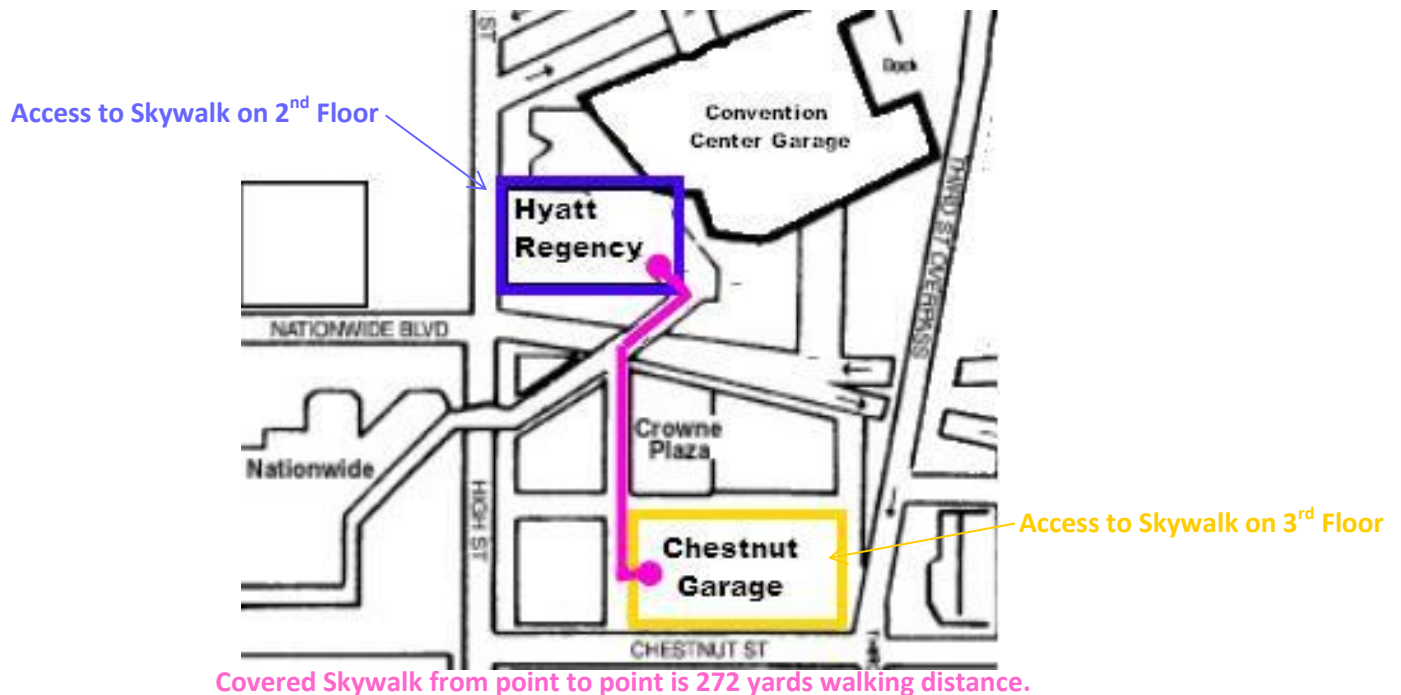 ST
Dock
Convention
Center Garage
Access to Skywalk on 2nd Floor
THIRD ST OVERPASS
Hyatt
Regency
NATIONWIDE BLVD
Crowne
Plaza
Nationwide
HIGH ST
Access to Skywalk on 3rd Floor
Chestnut
Garage
CHESTNUT ST
Covered Skywalk from point to point is 272 yards walking distance.